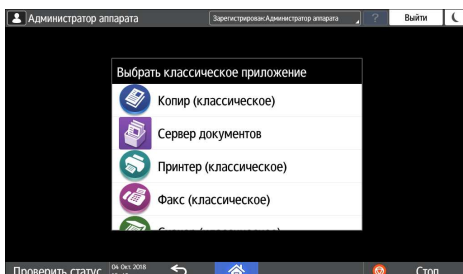 Администратор аппарата
Зарегистрирован:Администратор аппарата
?
Выйти
Выбрать классическое приложение
Копир (классическое)
Сервер документов
Принтер (классическое)
Факс (классическое)
Проверить статус
04 Окт. 2018
Стоп